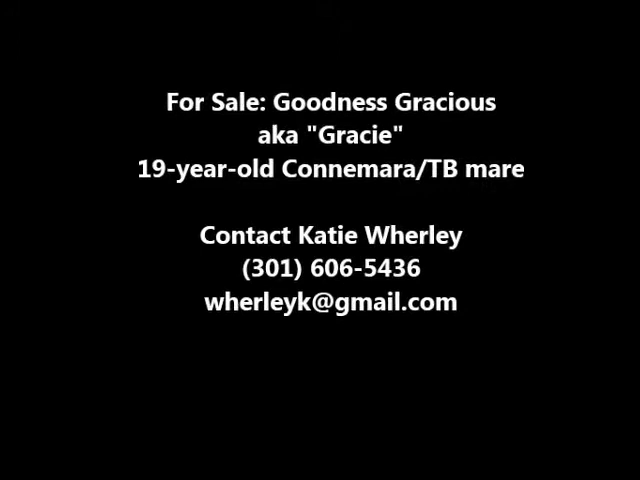 For Sale: Goodness Gracious
aka "Gracie"
19-year-old Connemara/TB mare
Contact Katie Wherley
(301) 606-5436
wherleyk@gmail.com